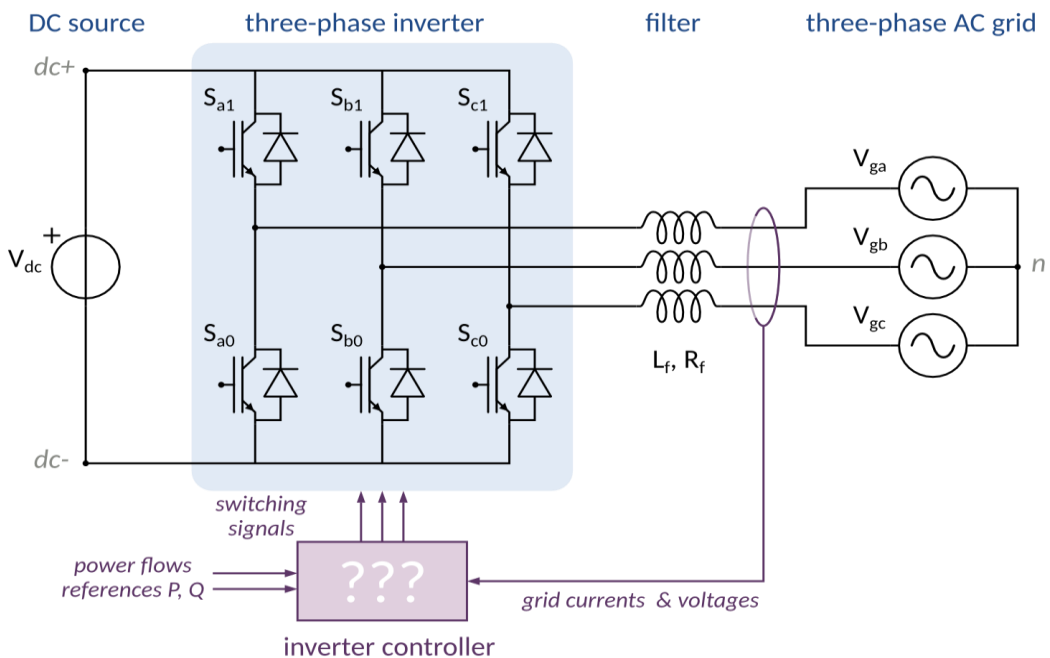 DC source
three-phase inverter
filter
three-phase AC grid
dc+
Sa1
Sb1
Sc1
Vga
+
Vdc
Vgb
n
Vgc
Sa0
Sb0
Sc0
Lf, Rf
dc-
switching
signals
power flows
references P, Q
???
grid currents & voltages
inverter controller